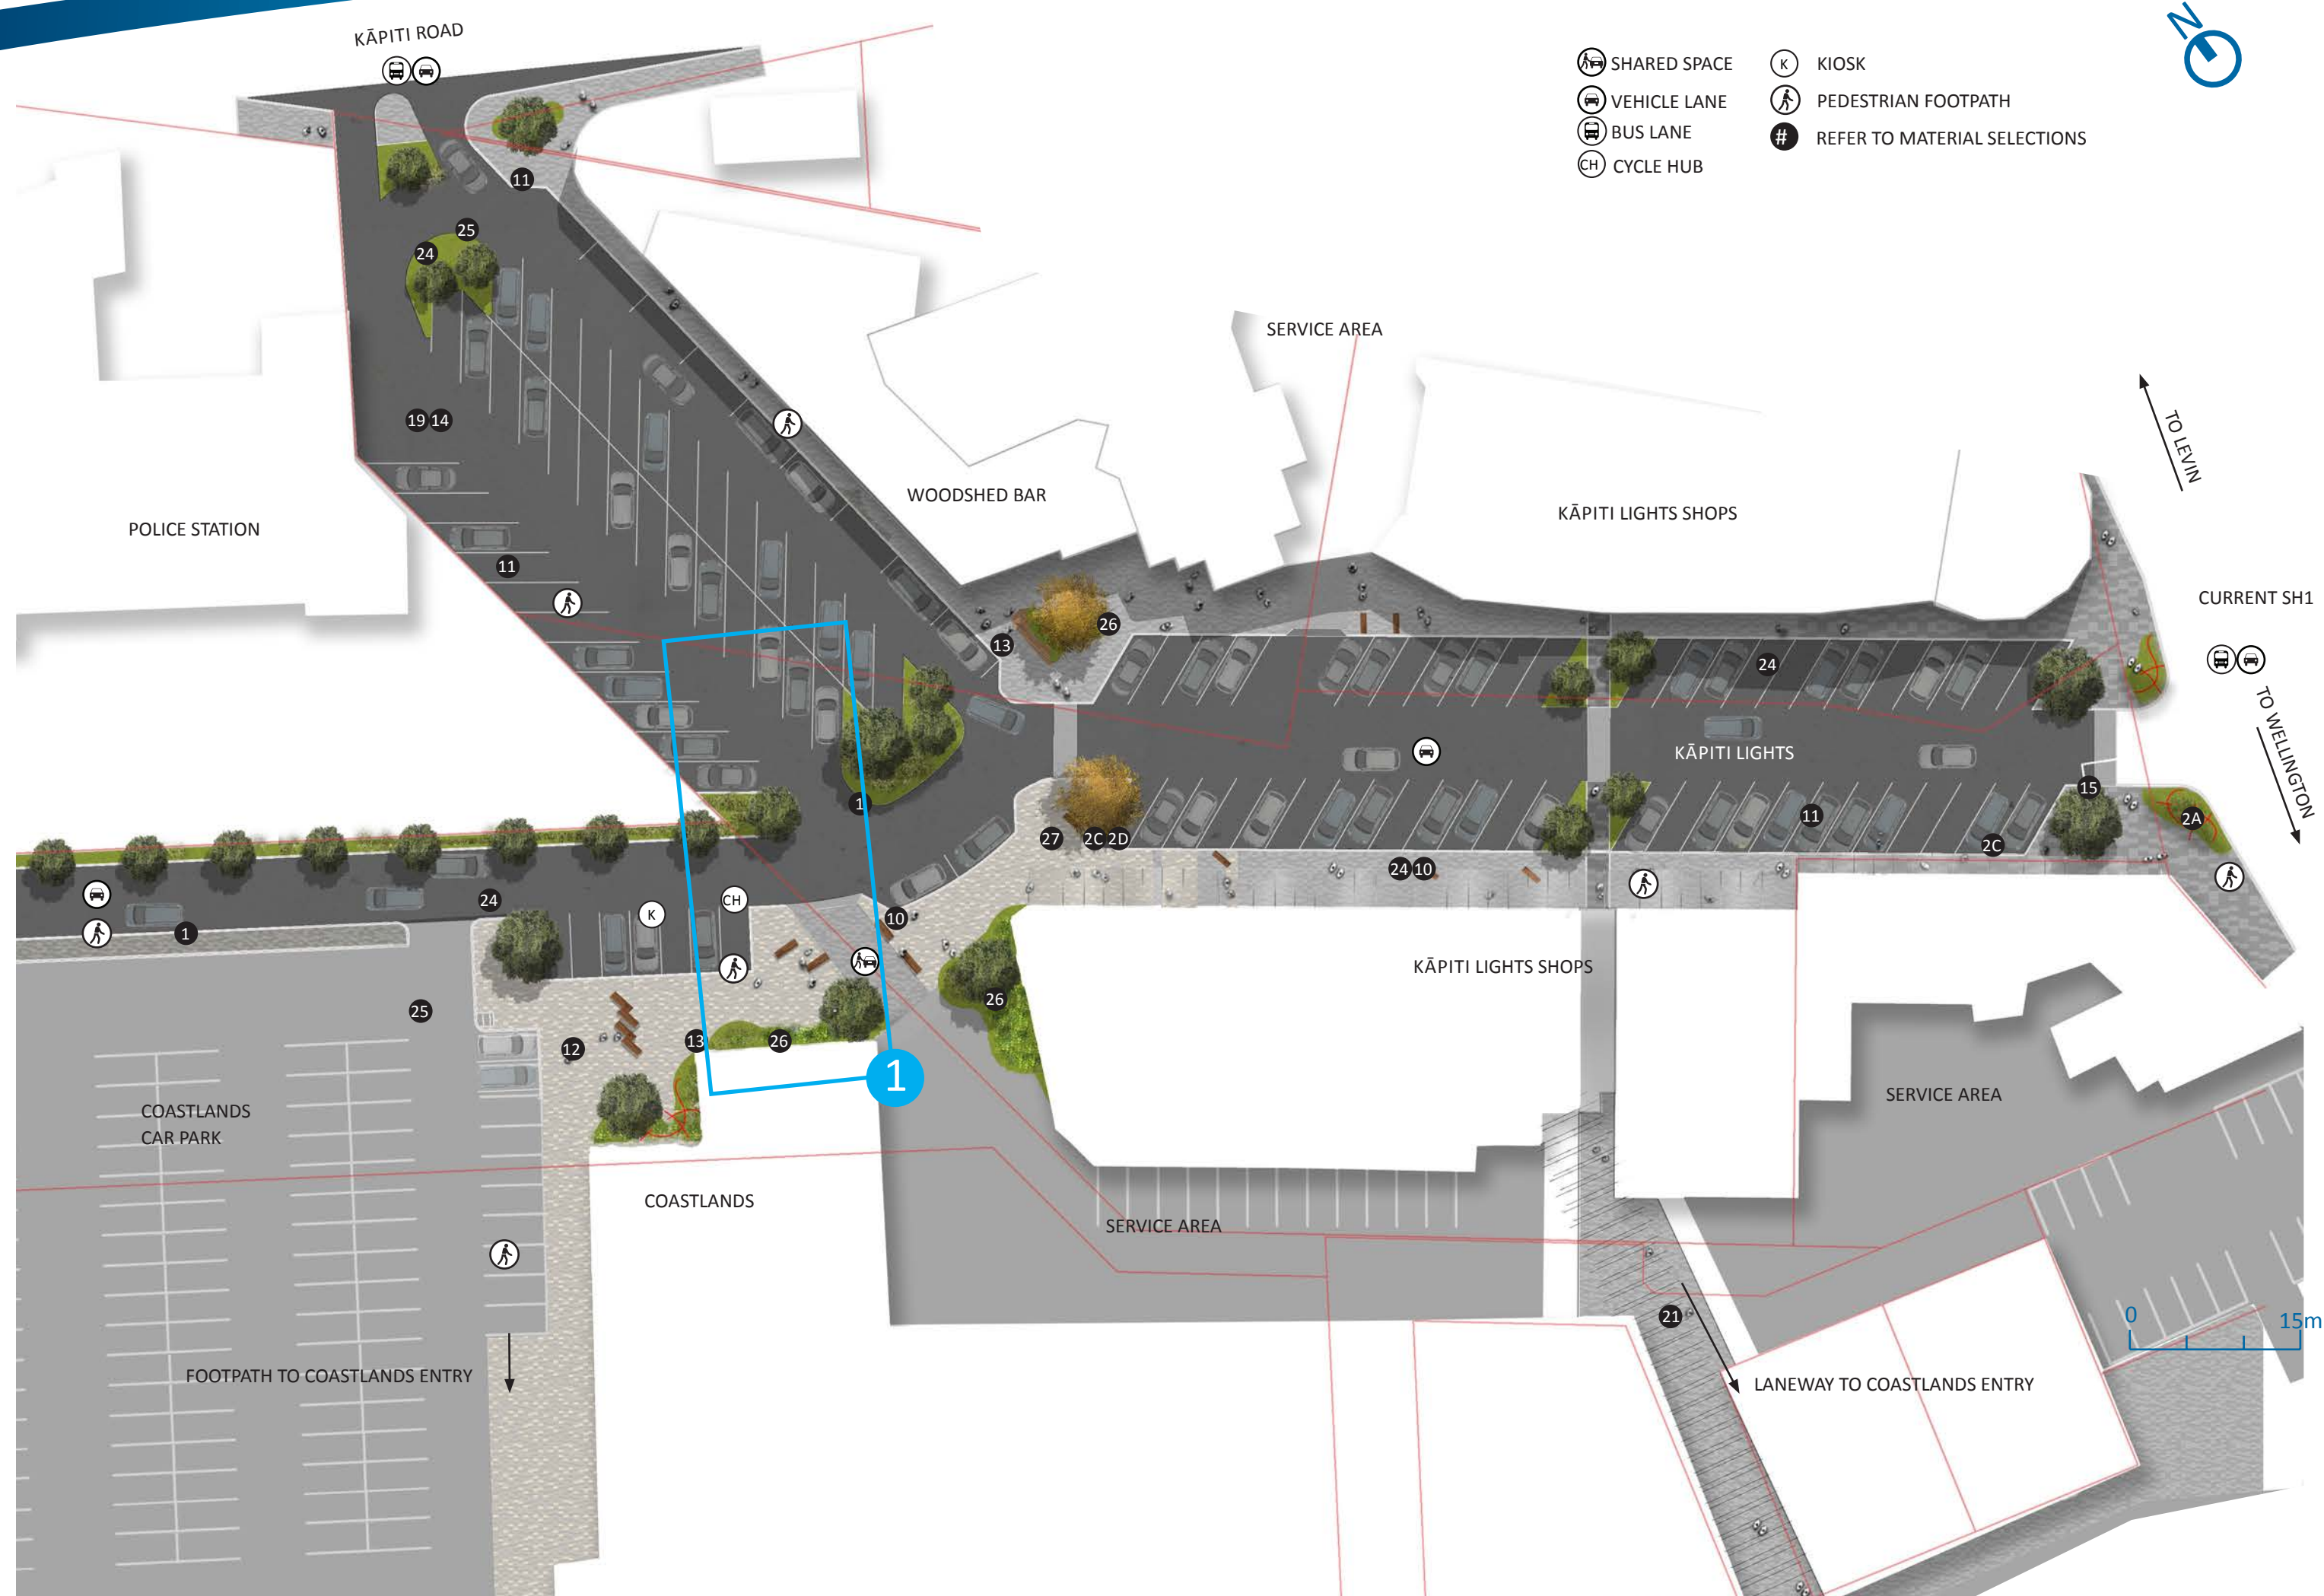 KĀPITI ROAD
N
SHARED SPACE
VEHICLE LANE
BUS LANE
CH CYCLE HUB
K KIOSK
PEDESTRIAN FOOTPATH
# REFER TO MATERIAL SELECTIONS
11
25
24
SERVICE AREA
19 14
TO LEVIN
WOODSHED BAR
KĀPITI LIGHTS SHOPS
POLICE STATION
11
CURRENT SH1
26
13
24
TO WELLINGTON
KĀPITI LIGHTS
15
1
11
2A
27
2C 2D
2C
24 10
24
K
CH
10
1
KĀPITI LIGHTS SHOPS
26
25
13
26
12
1
SERVICE AREA
COASTLANDS
CAR PARK
COASTLANDS
SERVICE AREA
21
0
15m
FOOTPATH TO COASTLANDS ENTRY
LANEWAY TO COASTLANDS ENTRY